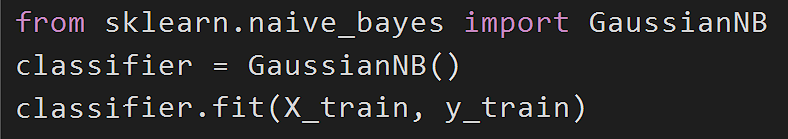 from sklearn.naive_bayes import GaussianNB
classifier = GaussianNB()
classifier.fit(X_train, y_train)